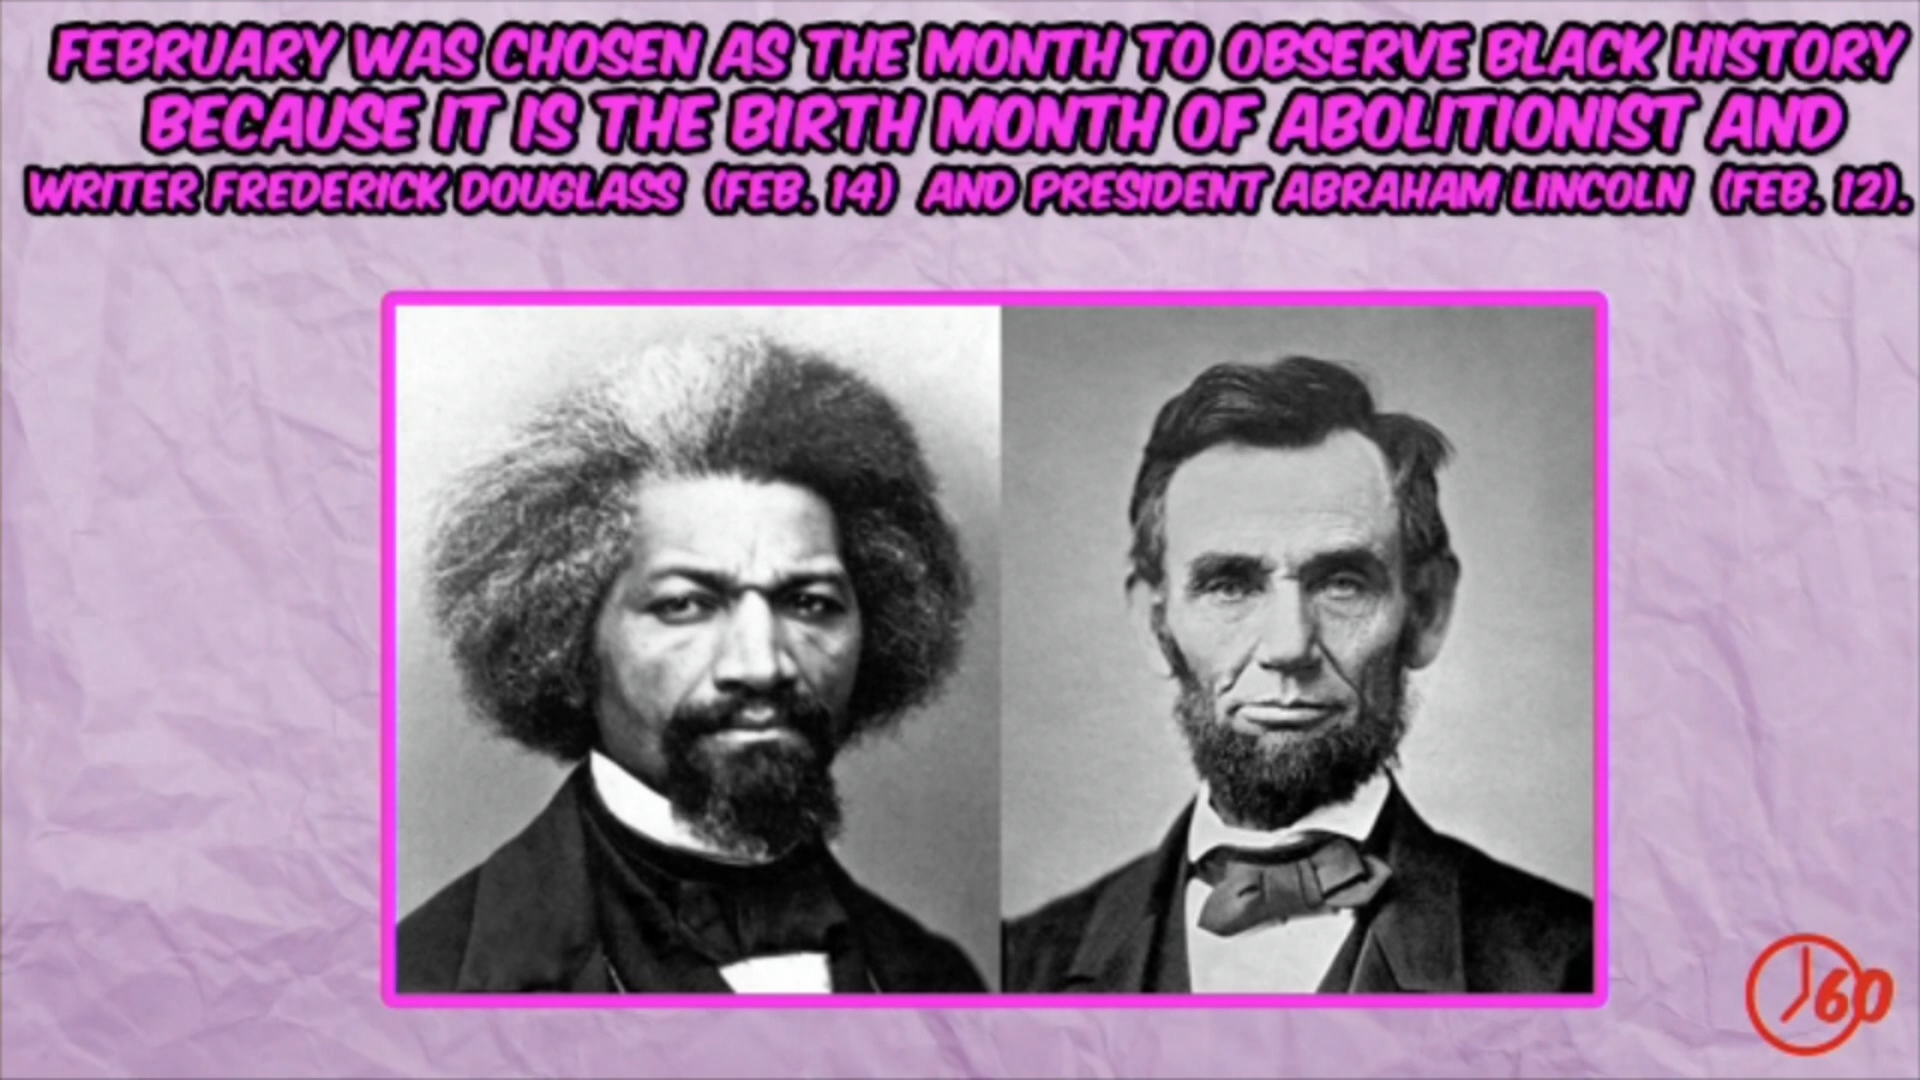 FEBRUARY WAS CHOSEN AS THE MONTH TO OBSERVE BLACK HISTORY
BECAUSE IT IS THE BIRTH MONTH OF ABOLITIONIST AND
WRITER FREDERICK DOUGLASS (FEB. 14) AND PRESIDENT ABRAHAM LINCOLN (FEB. 12).
60